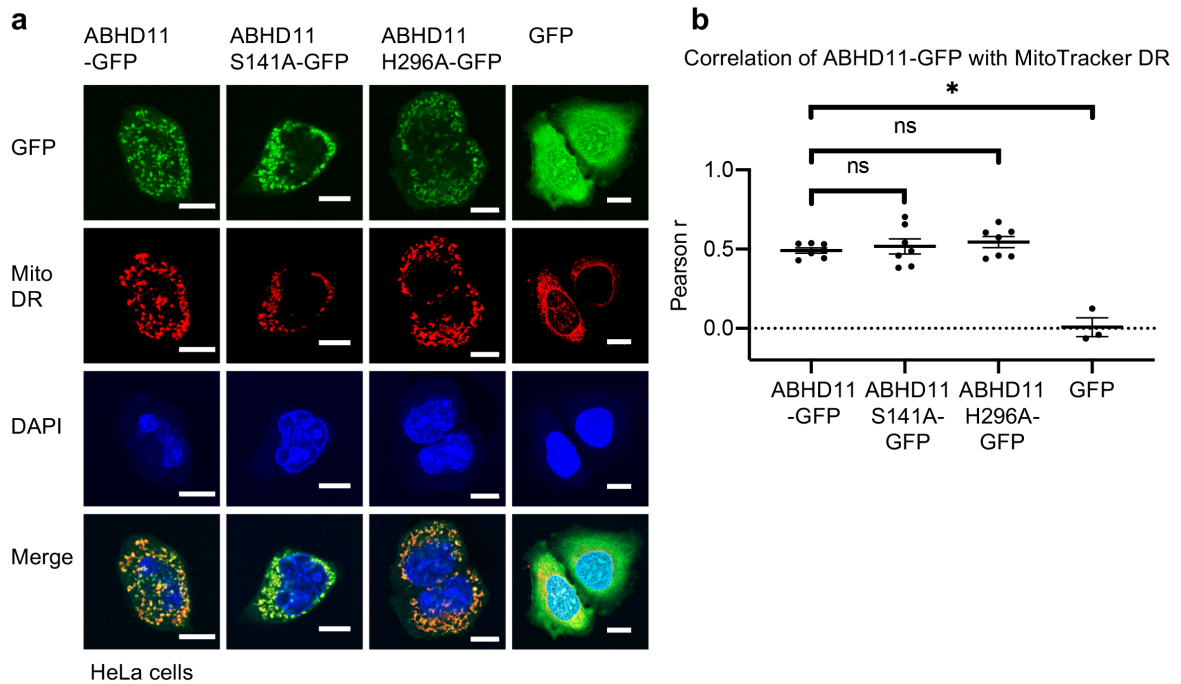 a
ABHD11
-GFP
ABHD11
S141A-GFP
ABHD11
H296A-GFP
GFP
GFP
Mito
DR
DAPI
Merge
HeLa cells
b
Correlation of ABHD11-GFP with MitoTracker DR
*
ns
ns
1.0
0.5
0.0
Pearson r
ABHD11
-GFP
ABHD11
S141A-
GFP
ABHD11
H296A-
GFP
GFP